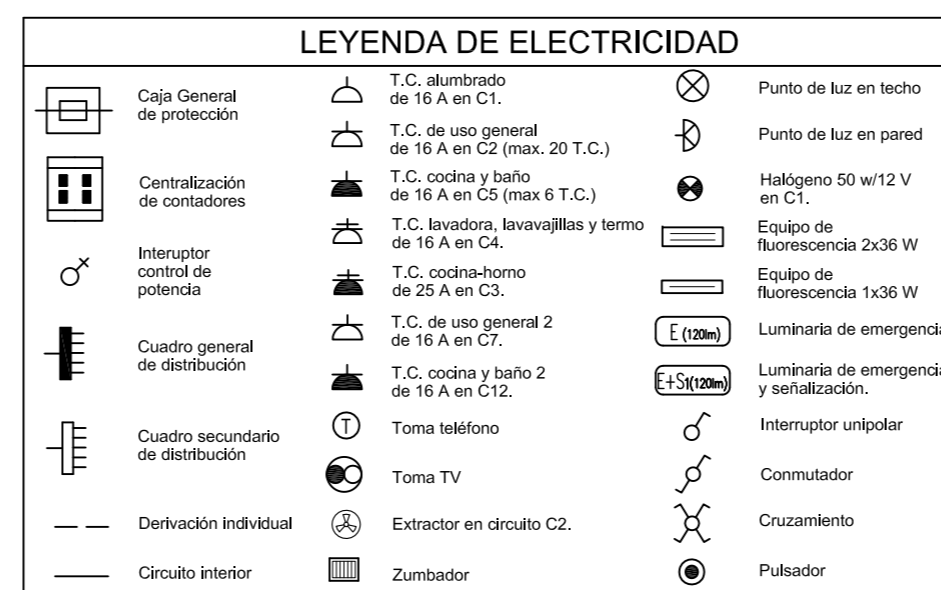 LEYENDA DE ELECTRICIDAD
Caja General
de protección
Centralización
de contadores
Interuptor
control de
potencia
Cuadro general
de distribución
Cuadro secundario
de distribución
Derivación individual
Circuito interior
T.C. alumbrado
de 16 A en C1.
T.C. de uso general
de 16 A en C2 (max. 20 T.C.)
T.C. cocina y baño
de 16 A en C5 (max 6 T.C.)
T.C. lavadora, lavavajillas y termo
de 16 A en C4.
T.C. cocina-horno
de 25 A en C3.
T.C. de uso general 2
de 16 A en C7.
T.C. cocina y baño 2
de 16 A en C12.
T
Toma teléfono
Toma TV
Extractor en circuito C2.
Zumbador
Punto de luz en techo
Punto de luz en pared
Halógeno 50 w/12 V
en C1.
Equipo de
fluorescencia 2x36 W
Equipo de
fluorescencia 1x36 W
E (120lm)
Luminaria de emergencia
E+S1(120lm)
Luminaria de emergencia
y señalización.
Interruptor unipolar
Conmutador
Cruzamiento
Pulsador